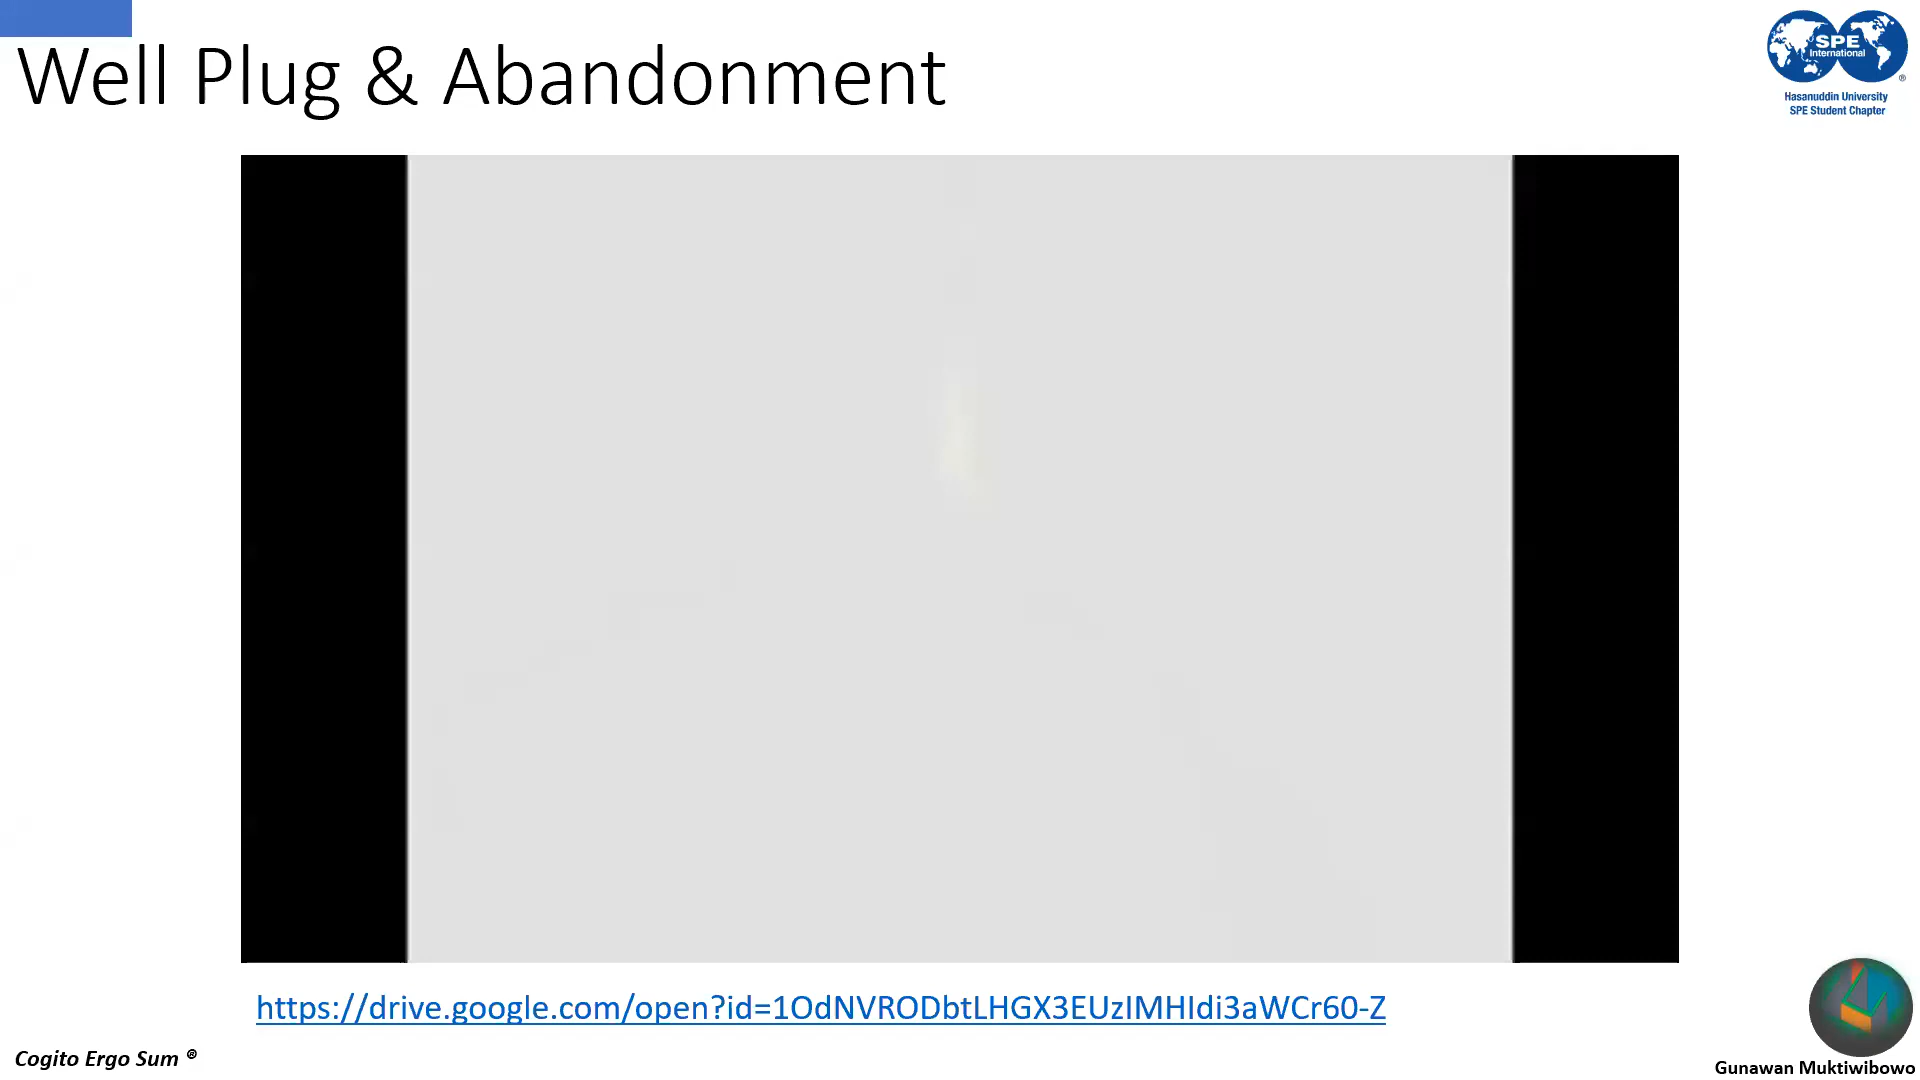 Well Plug & Abandonment
SPE
International
®
Hasanuddin University
SPE Student Chapter
https://drive.google.com/open?id=1OdNVRODbtLHGX3EUzIMHIdi3aWCr60-Z
Cogito Ergo Sum ®
Gunawan Muktiwibowo